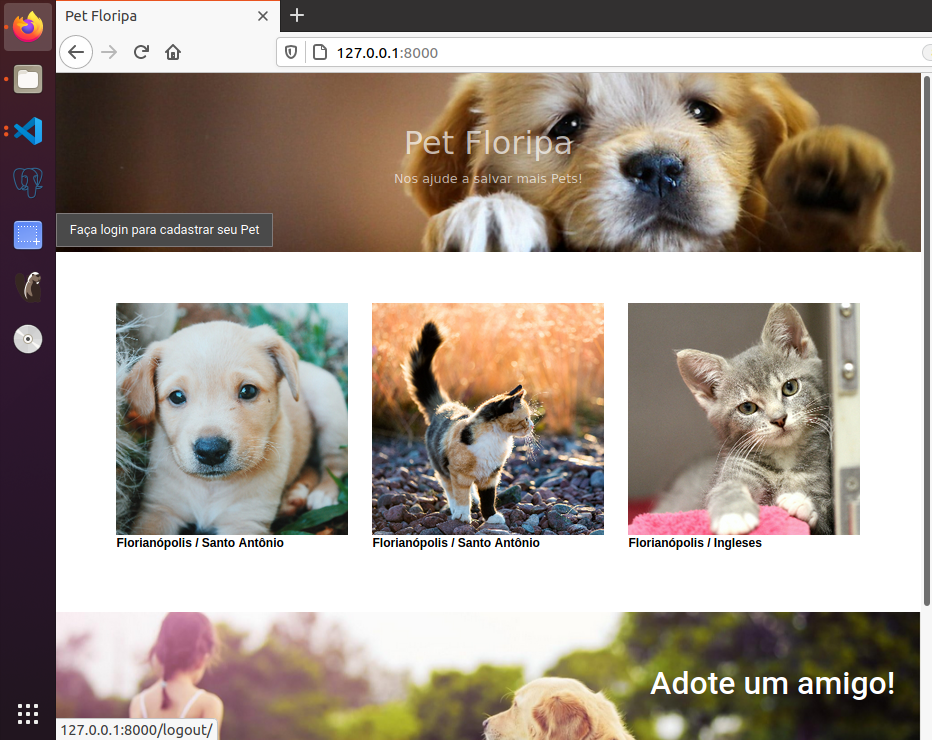 Pet Floripa
127.0.0.1:8000
Pet Floripa
Nos ajude a salvar mais Pets!
Faça login para cadastrar seu Pet
Florianópolis / Santo Antônio
Florianópolis / Santo Antônio
Florianópolis / Ingleses
Adote um amigo!
127.0.0.1:8000/logout/